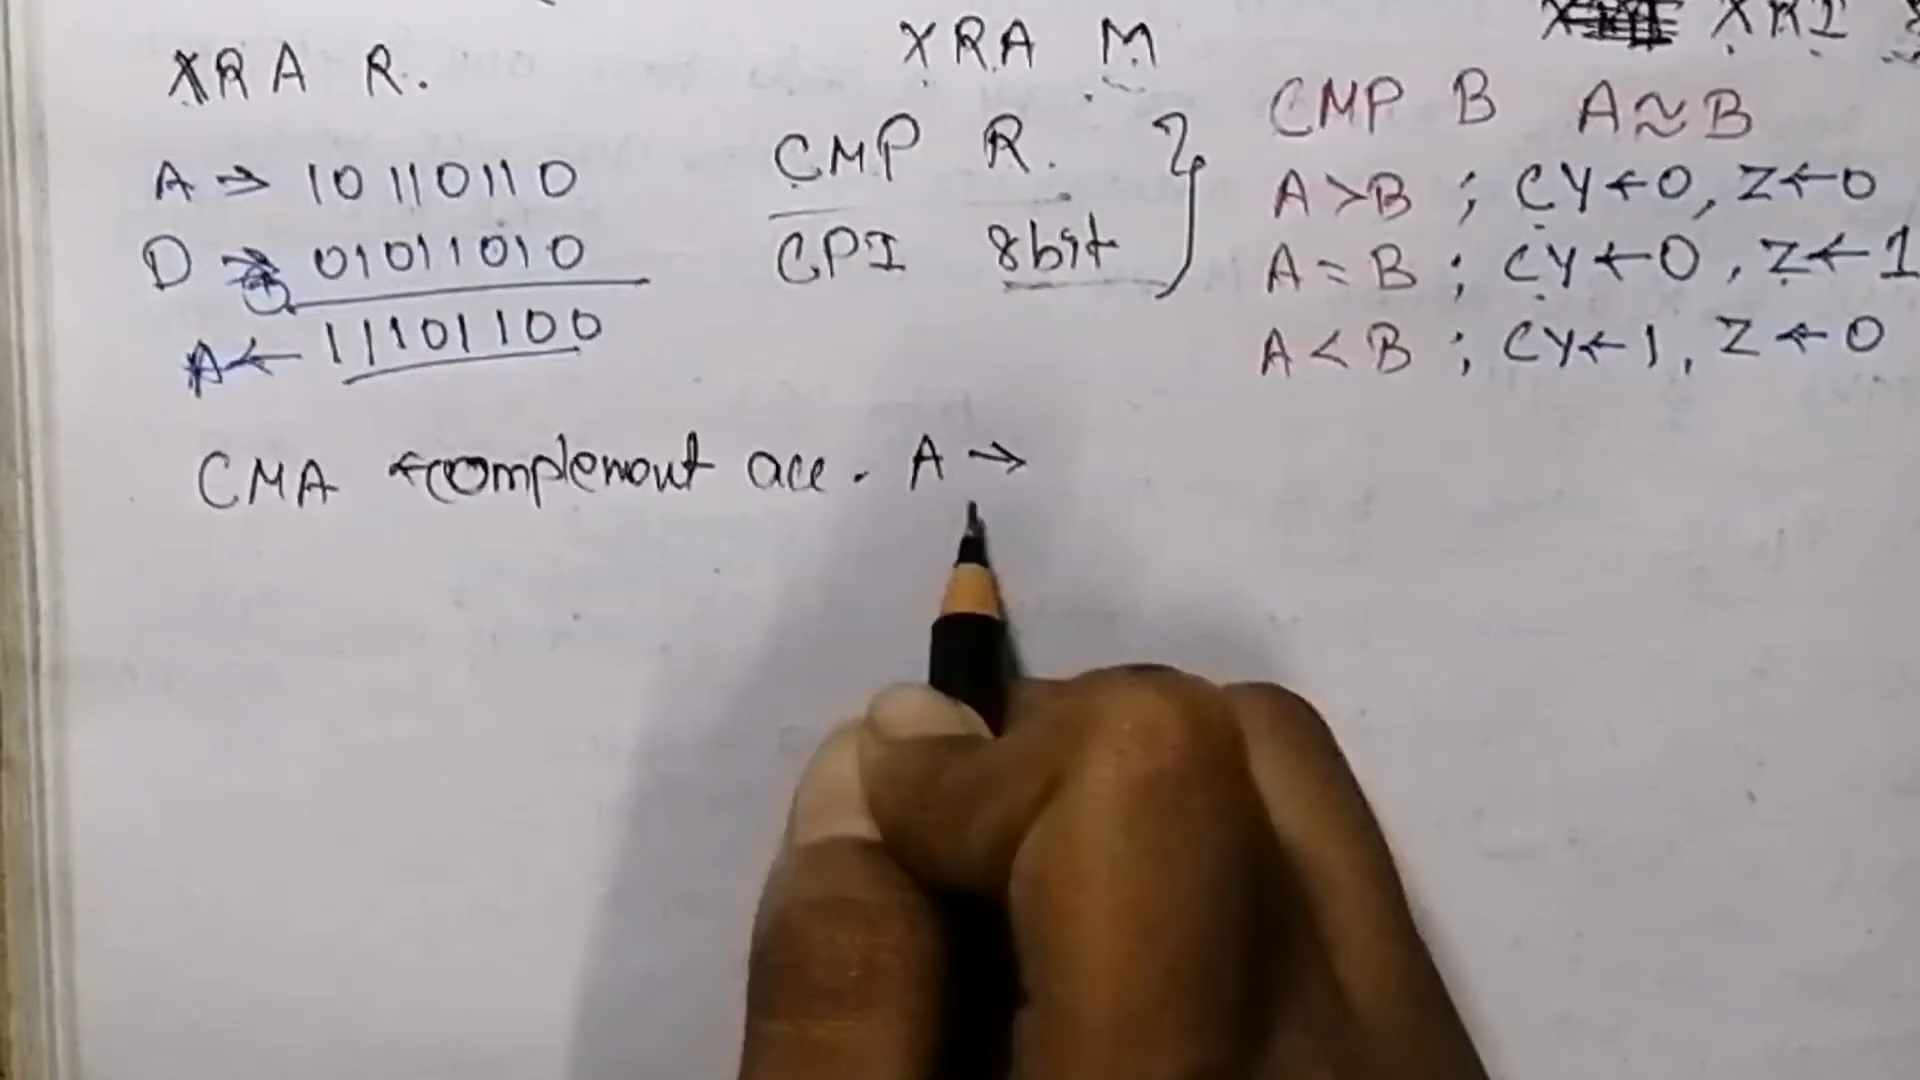 XRA R.
A → 10110110
D → 01011010
A ← 11101100
XRA M
CMP R.
CPI 8bit
XRI
CMP B A≈B
A>B ; CY←0, Z←0
A=B ; CY←0, Z←1
A<B ; CY←1, Z←0
CMA ←complement acc. A →